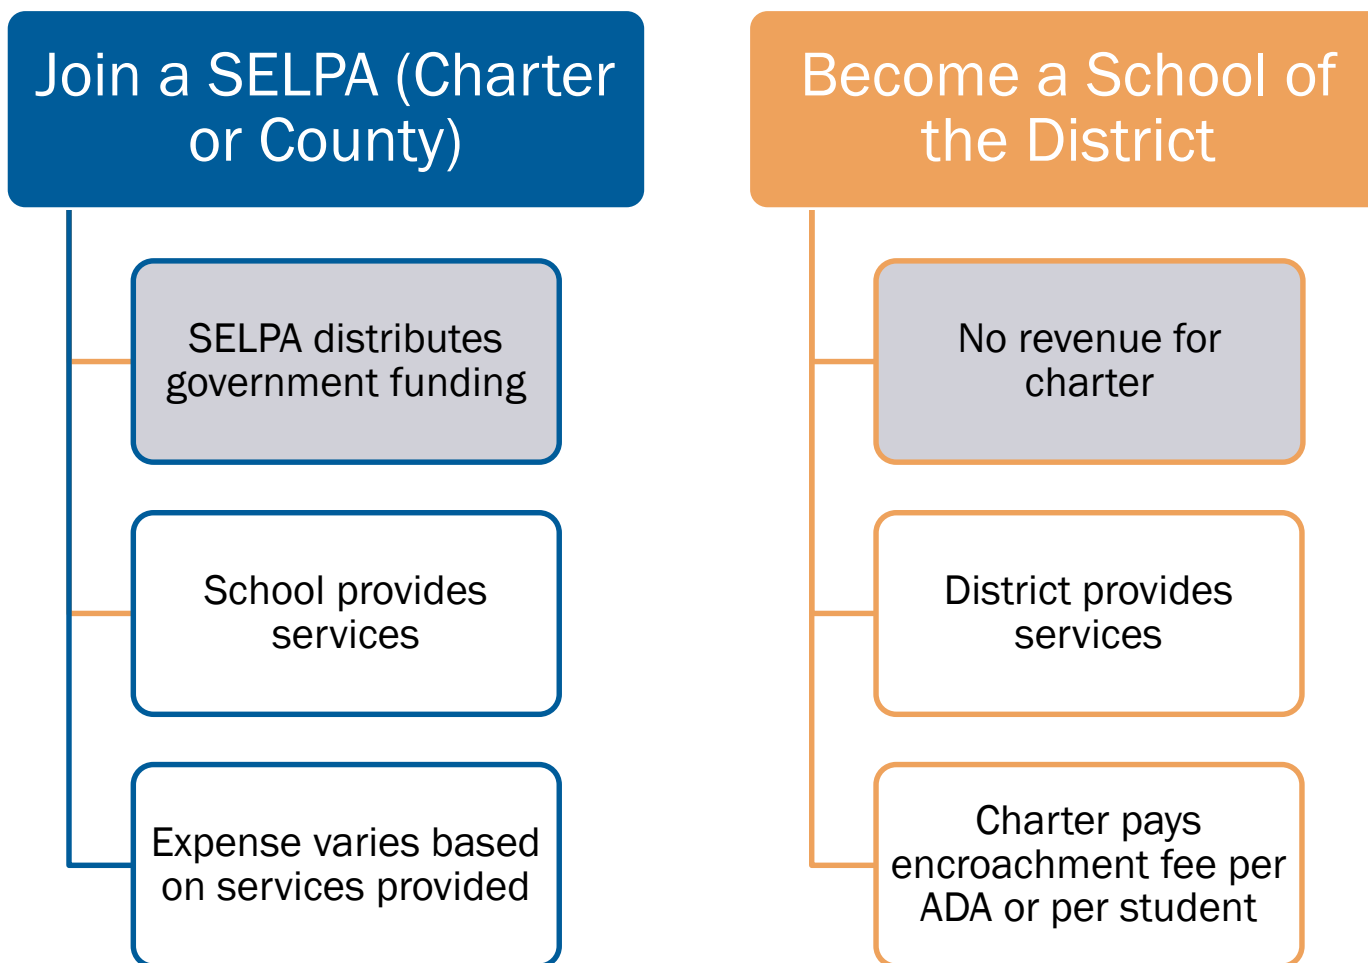 Join a SELPA (Charter
or County)
SELPA distributes
government funding
School provides
services
Expense varies based
on services provided
Become a School of
the District
No revenue for
charter
District provides
services
Charter pays
encroachment fee per
ADA or per student